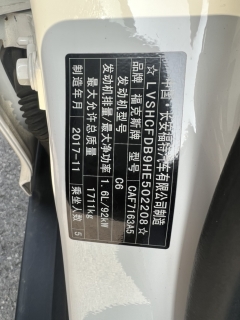 中国·长安福特汽车有限公司制造
☆LVSHCFDB9HE502208☆
品牌 福克斯牌 型号 CAF7163A5
发动机型号 C6
发动机排量/最大净功率 1.6L/92kW
最大允许总质量 1711kg
制造年月 2017-11 乘坐人数 5